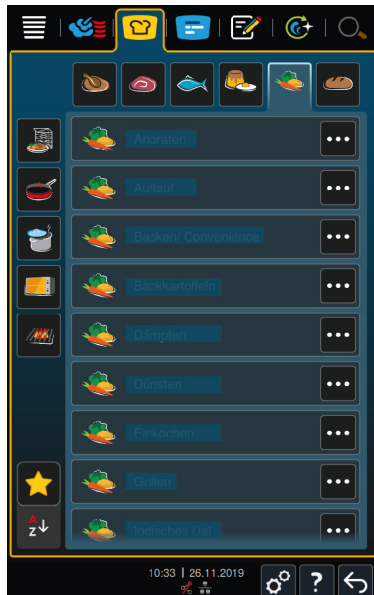 Anbraten
Auflauf
Backen/ Convenience
Backkartoffeln
Dämpfen
Dünsten
Einkochen
Grillen
Indisches Dal
A
Z
10:33 | 26.11.2019
?